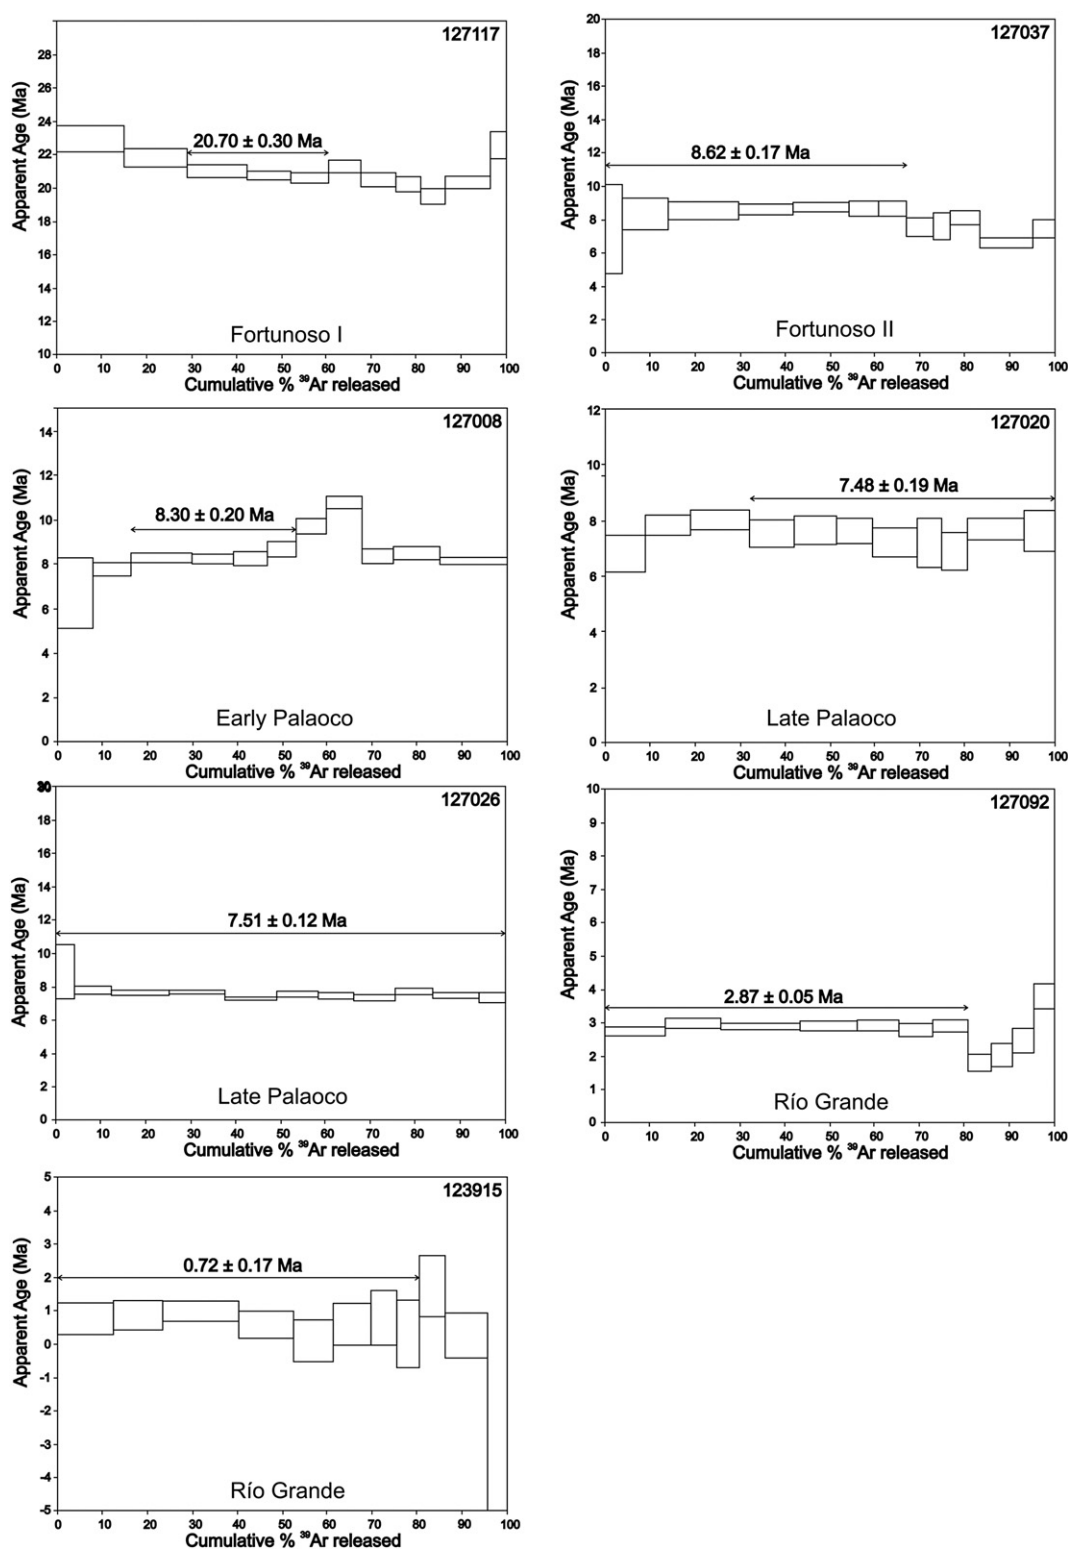 127117
Apparent Age (Ma)
28
26
24
22
20
18
16
14
12
10
20.70 ± 0.30 Ma
Fortunoso I
0 10 20 30 40 50 60 70 80 90 100
Cumulative % ³⁹Ar released
127037
Apparent Age (Ma)
20
18
16
14
12
10
8
6
4
2
0
8.62 ± 0.17 Ma
Fortunoso II
0 10 20 30 40 50 60 70 80 90 100
Cumulative % ³⁹Ar released
127008
Apparent Age (Ma)
14
12
10
8
6
4
2
0
8.30 ± 0.20 Ma
Early Palaoco
0 10 20 30 40 50 60 70 80 90 100
Cumulative % ³⁹Ar released
127020
Apparent Age (Ma)
12
10
8
6
4
2
0
7.48 ± 0.19 Ma
Late Palaoco
0 10 20 30 40 50 60 70 80 90 100
Cumulative % ³⁹Ar released
127026
Apparent Age (Ma)
18
16
14
12
10
8
6
4
2
0
7.51 ± 0.12 Ma
Late Palaoco
0 10 20 30 40 50 60 70 80 90 100
Cumulative % ³⁹Ar released
127092
Apparent Age (Ma)
10
9
8
7
6
5
4
3
2
1
0
2.87 ± 0.05 Ma
Río Grande
0 10 20 30 40 50 60 70 80 90 100
Cumulative % ³⁹Ar released
123915
Apparent Age (Ma)
5
4
3
2
1
0
-1
-2
-3
-4
-5
0.72 ± 0.17 Ma
Río Grande
0 10 20 30 40 50 60 70 80 90 100
Cumulative % ³⁹Ar released